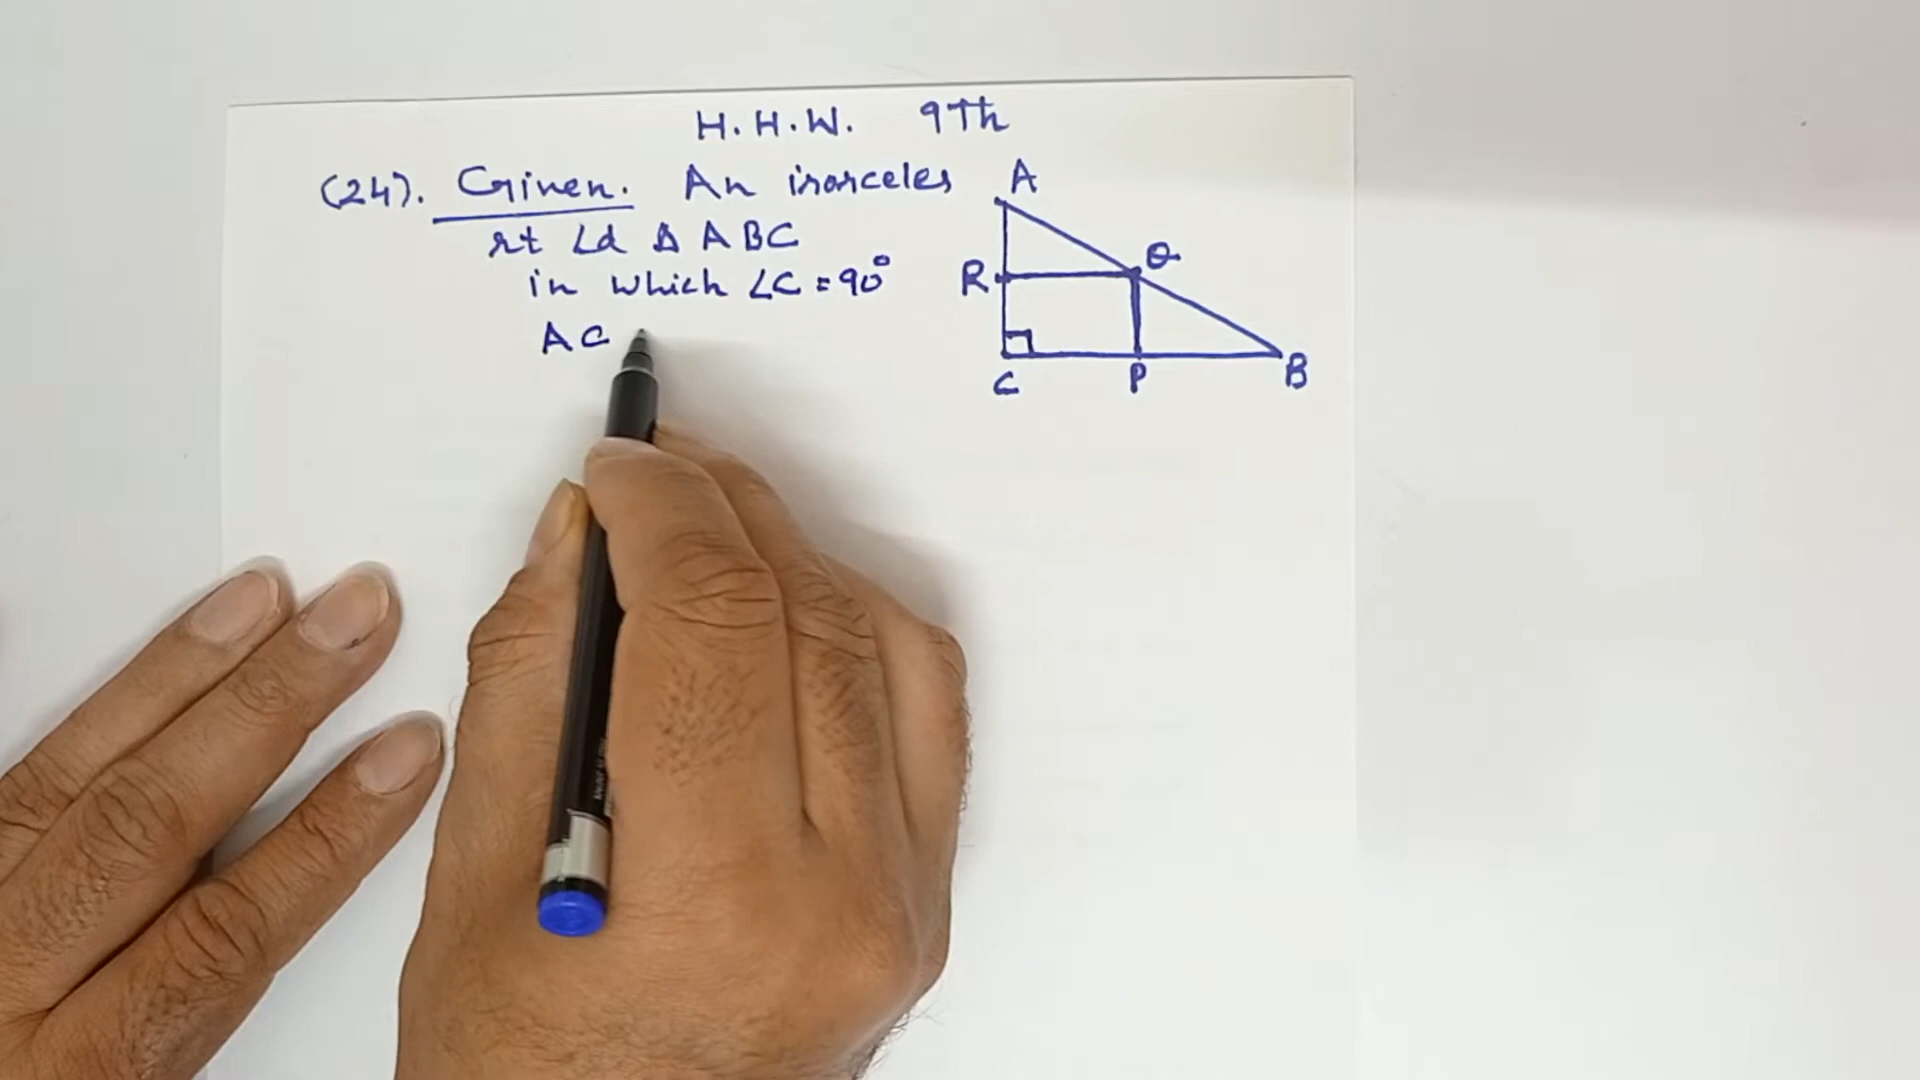 H.H.W. 9Th
(24). Given. An isosceles
rt ∠d Δ ABC
in which ∠C = 90°
AC
A
Q
R
C
P
B